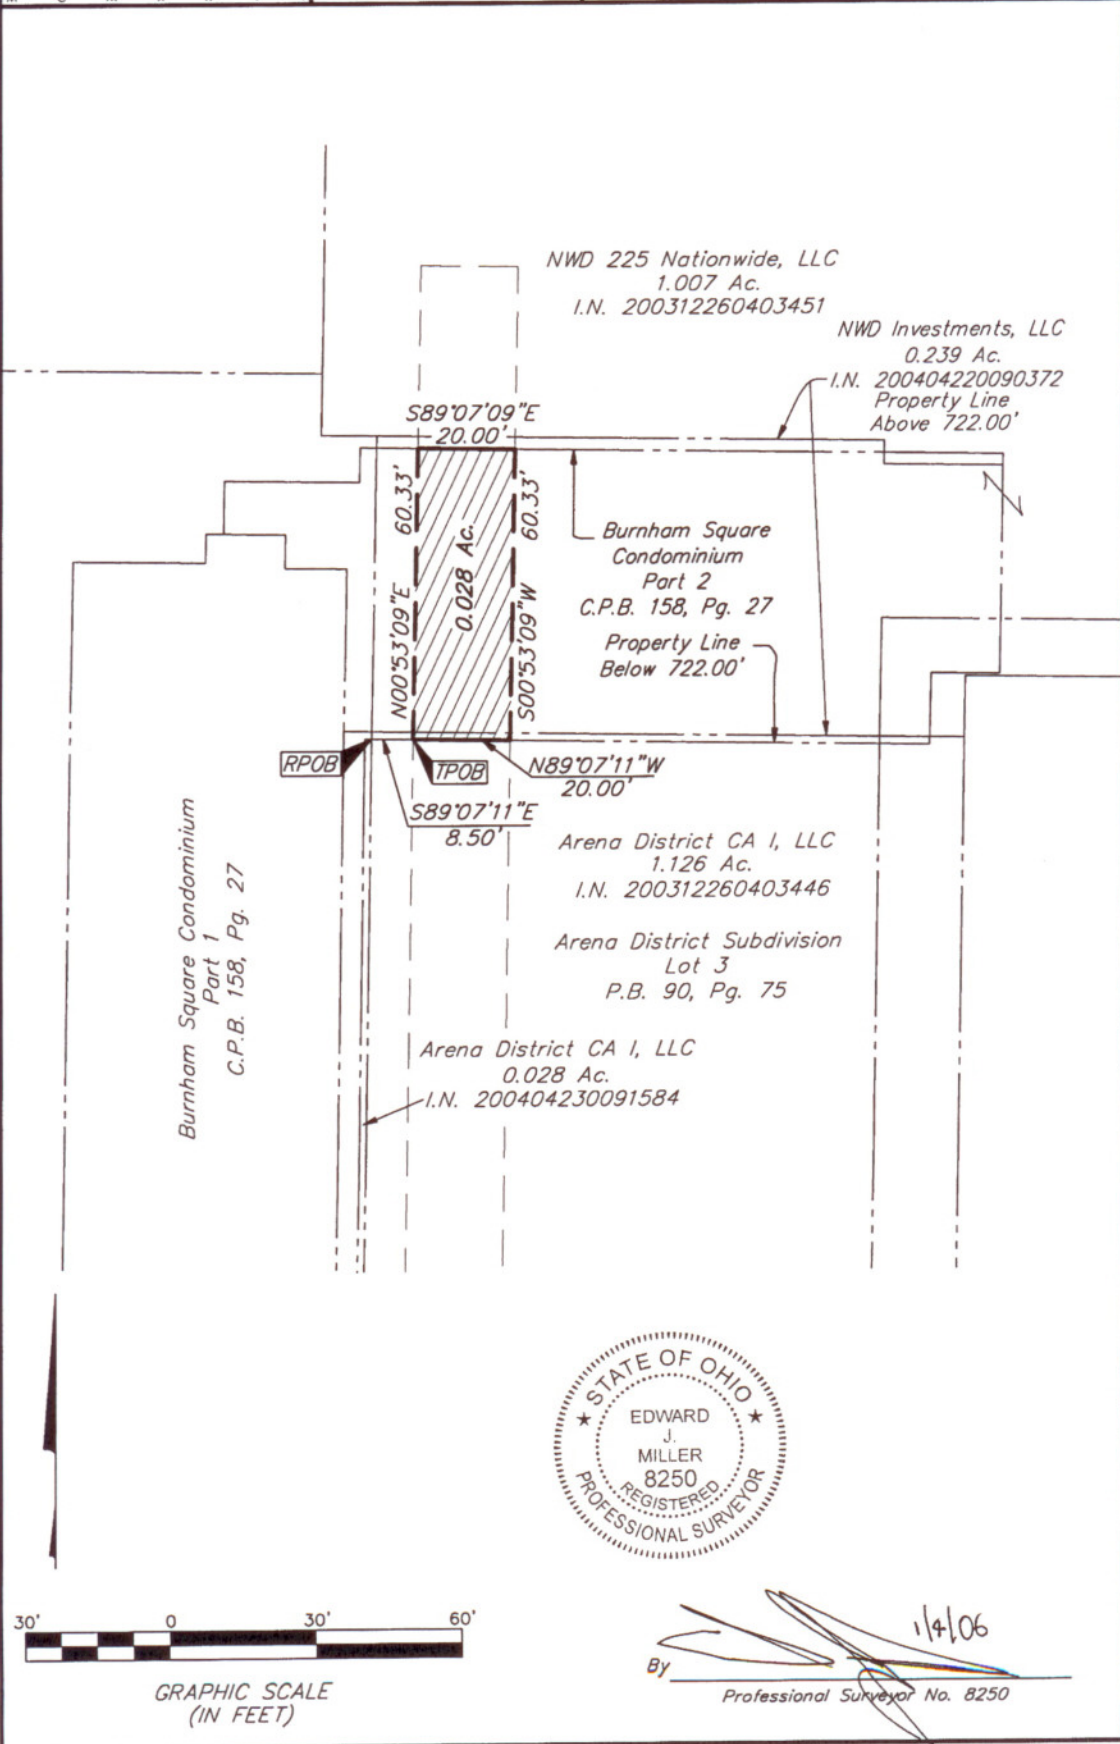 NWD 225 Nationwide, LLC
1.007 Ac.
I.N. 200312260403451
NWD Investments, LLC
0.239 Ac.
I.N. 200404220090372
Property Line
Above 722.00'
S89°07'09"E
20.00'
60.33'
60.33'
0.028 Ac.
N00°53'09"E
S00°53'09"W
Burnham Square
Condominium
Part 2
C.P.B. 158, Pg. 27
Property Line
Below 722.00'
RPOB
TPOB
N89°07'11"W
20.00'
S89°07'11"E
8.50'
Arena District CA I, LLC
1.126 Ac.
I.N. 200312260403446
Arena District Subdivision
Lot 3
P.B. 90, Pg. 75
Burnham Square Condominium
Part 1
C.P.B. 158, Pg. 27
Arena District CA I, LLC
0.028 Ac.
I.N. 200404230091584
STATE OF OHIO
EDWARD
J.
MILLER
8250
REGISTERED
PROFESSIONAL SURVEYOR
30' 0 30' 60'
GRAPHIC SCALE
(IN FEET)
1/4/06
By
Professional Surveyor No. 8250